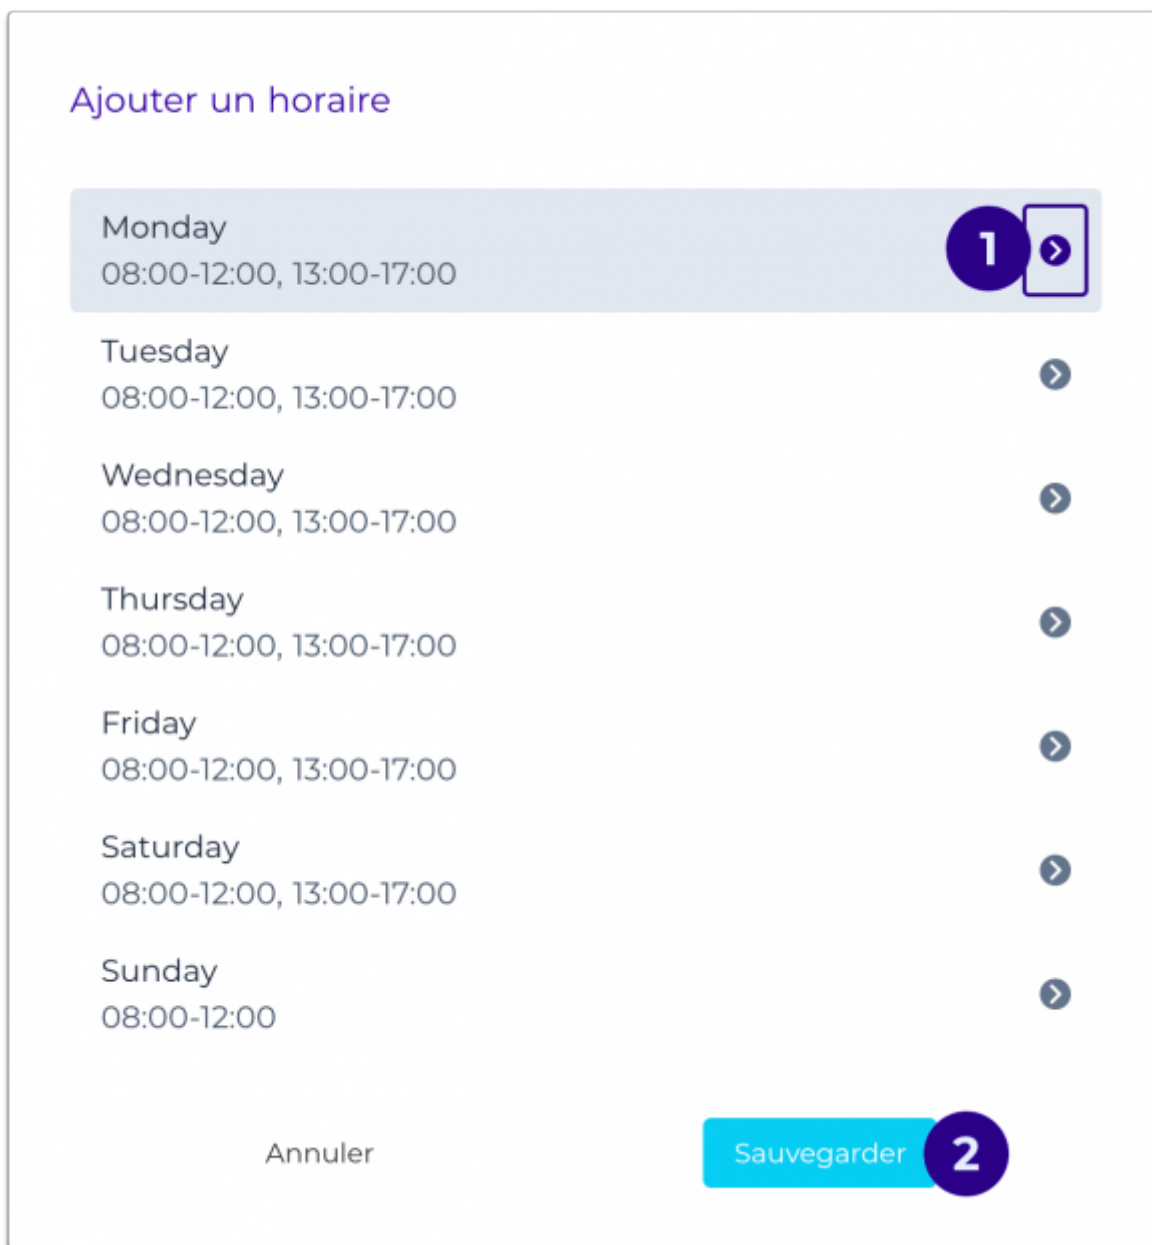 Ajouter un horaire
Monday
08:00-12:00, 13:00-17:00
1
Tuesday
08:00-12:00, 13:00-17:00
Wednesday
08:00-12:00, 13:00-17:00
Thursday
08:00-12:00, 13:00-17:00
Friday
08:00-12:00, 13:00-17:00
Saturday
08:00-12:00, 13:00-17:00
Sunday
08:00-12:00
Annuler
Sauvegarder
2